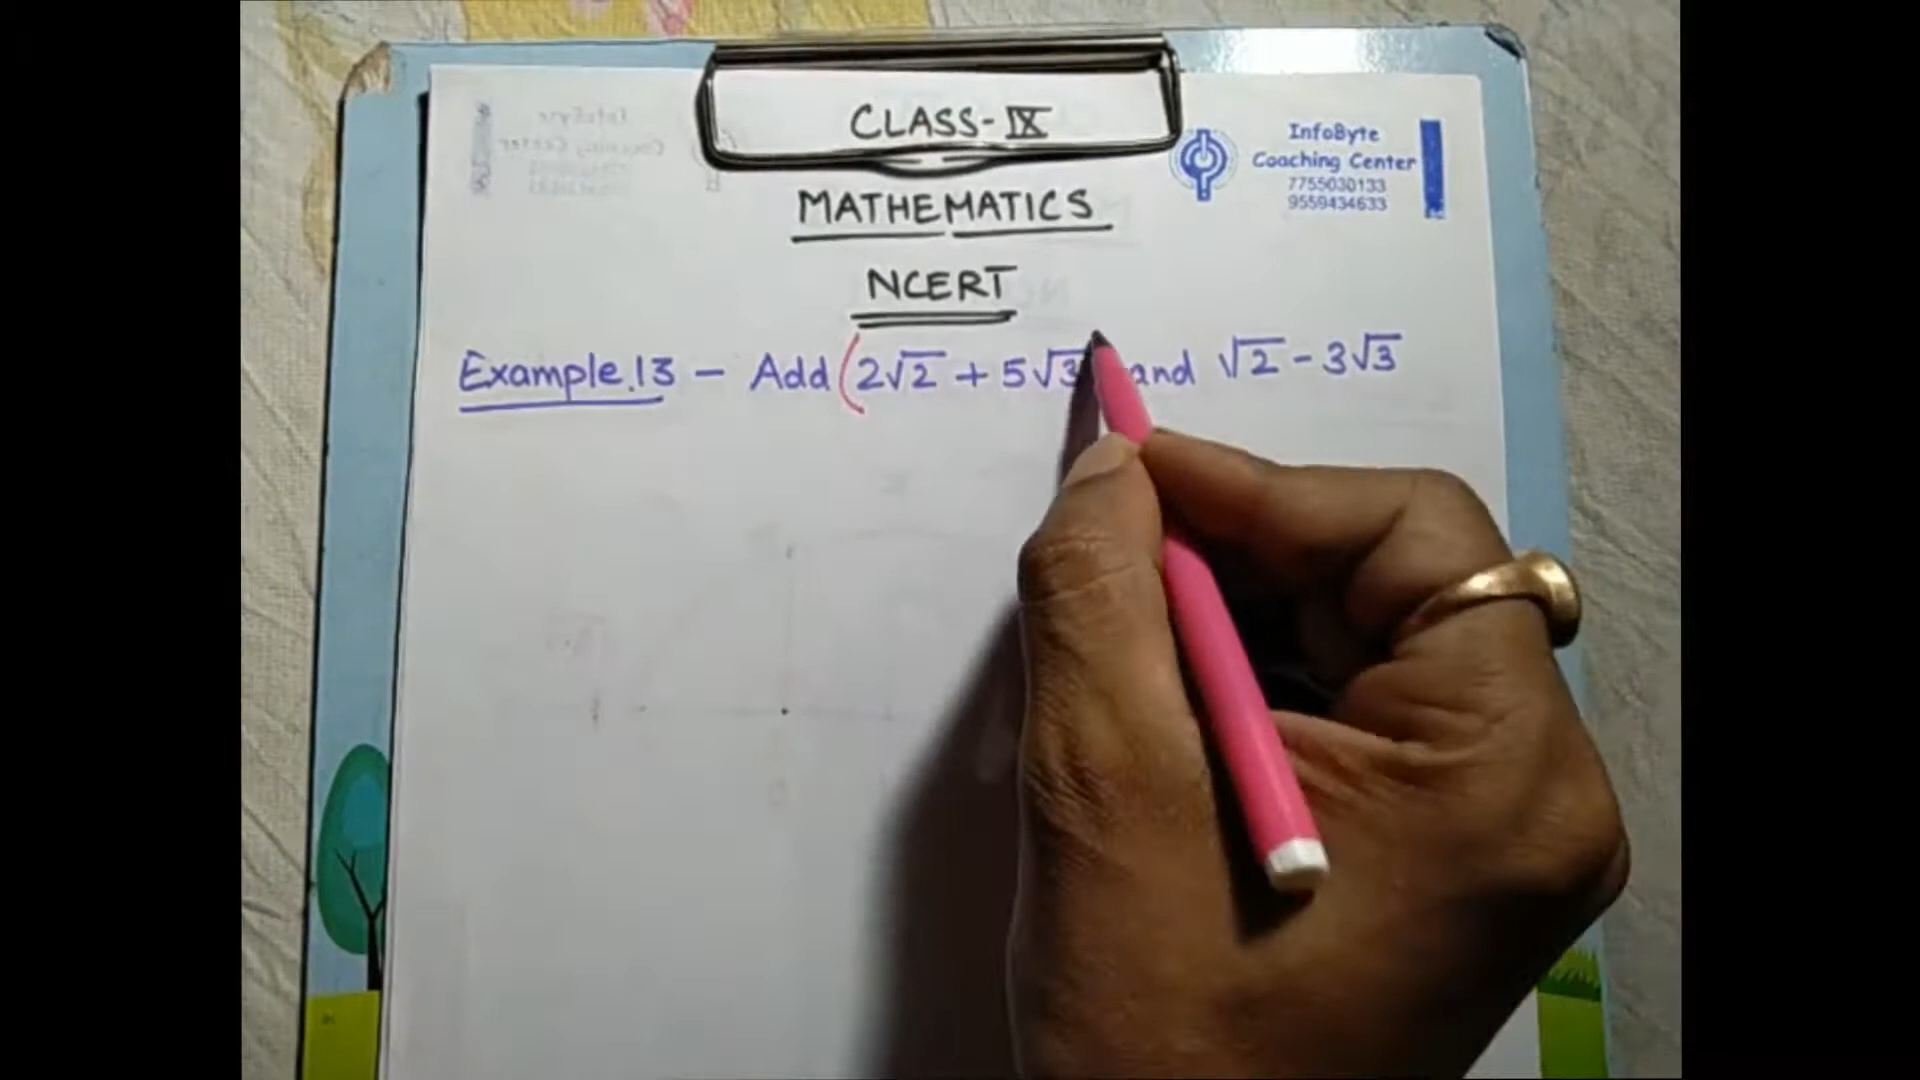 CLASS-IX
InfoByte
Coaching Center
7755030133
9559434633
MATHEMATICS
NCERT
Example.13 - Add (2√2 + 5√3 and √2 - 3√3